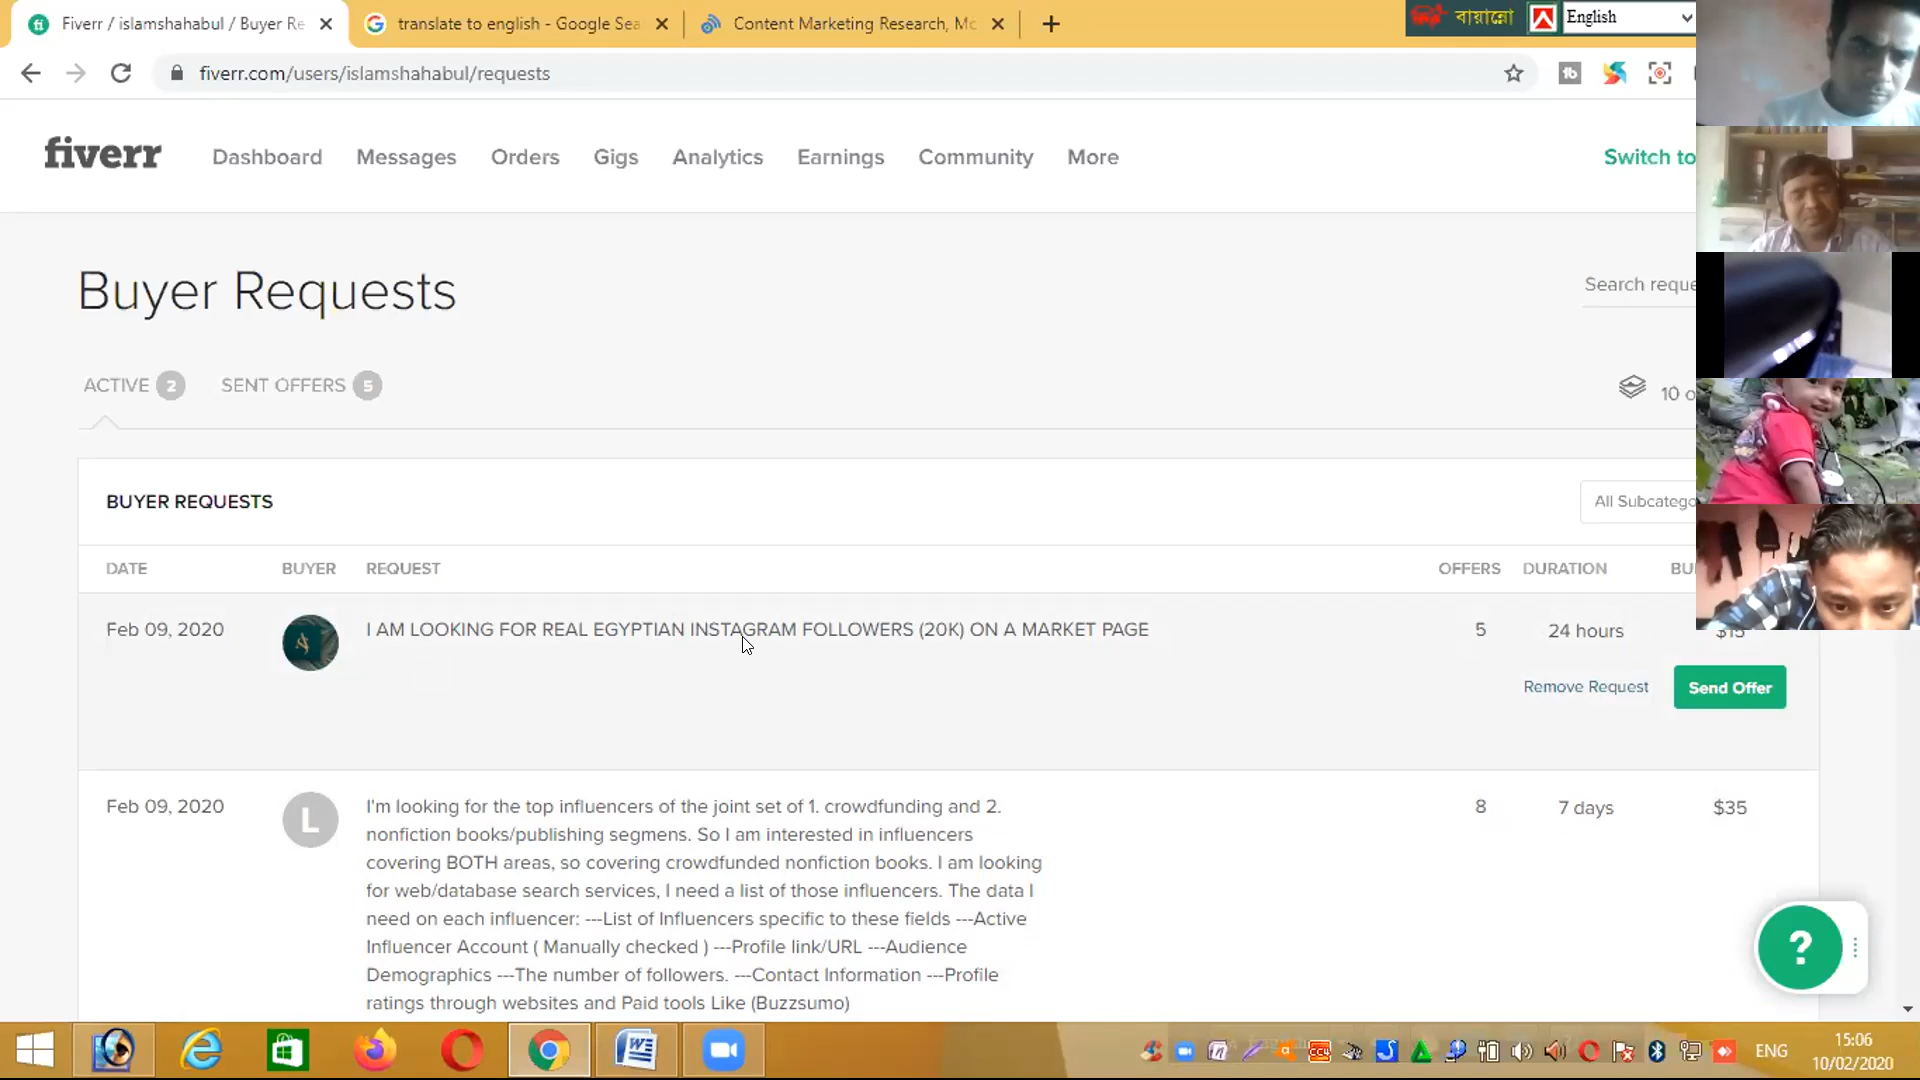 Fiverr / islamshahabul / Buyer Re
translate to english - Google Sea
Content Marketing Research, Mc
বায়ান্নো
English
fiverr.com/users/islamshahabul/requests
fiverr
Dashboard
Messages
Orders
Gigs
Analytics
Earnings
Community
More
Switch to
Buyer Requests
Search reque
ACTIVE 2
SENT OFFERS 5
10 o
BUYER REQUESTS
All Subcatego
DATE BUYER REQUEST OFFERS DURATION BU
Feb 09, 2020
I AM LOOKING FOR REAL EGYPTIAN INSTAGRAM FOLLOWERS (20K) ON A MARKET PAGE
5
24 hours
$15
Remove Request
Send Offer
Feb 09, 2020
L
I'm looking for the top influencers of the joint set of 1. crowdfunding and 2.
nonfiction books/publishing segmens. So I am interested in influencers
covering BOTH areas, so covering crowdfunded nonfiction books. I am looking
for web/database search services, I need a list of those influencers. The data I
need on each influencer: ---List of Influencers specific to these fields ---Active
Influencer Account ( Manually checked ) ---Profile link/URL ---Audience
Demographics ---The number of followers. ---Contact Information ---Profile
ratings through websites and Paid tools Like (Buzzsumo)
8
7 days
$35
?
ENG
15:06
10/02/2020